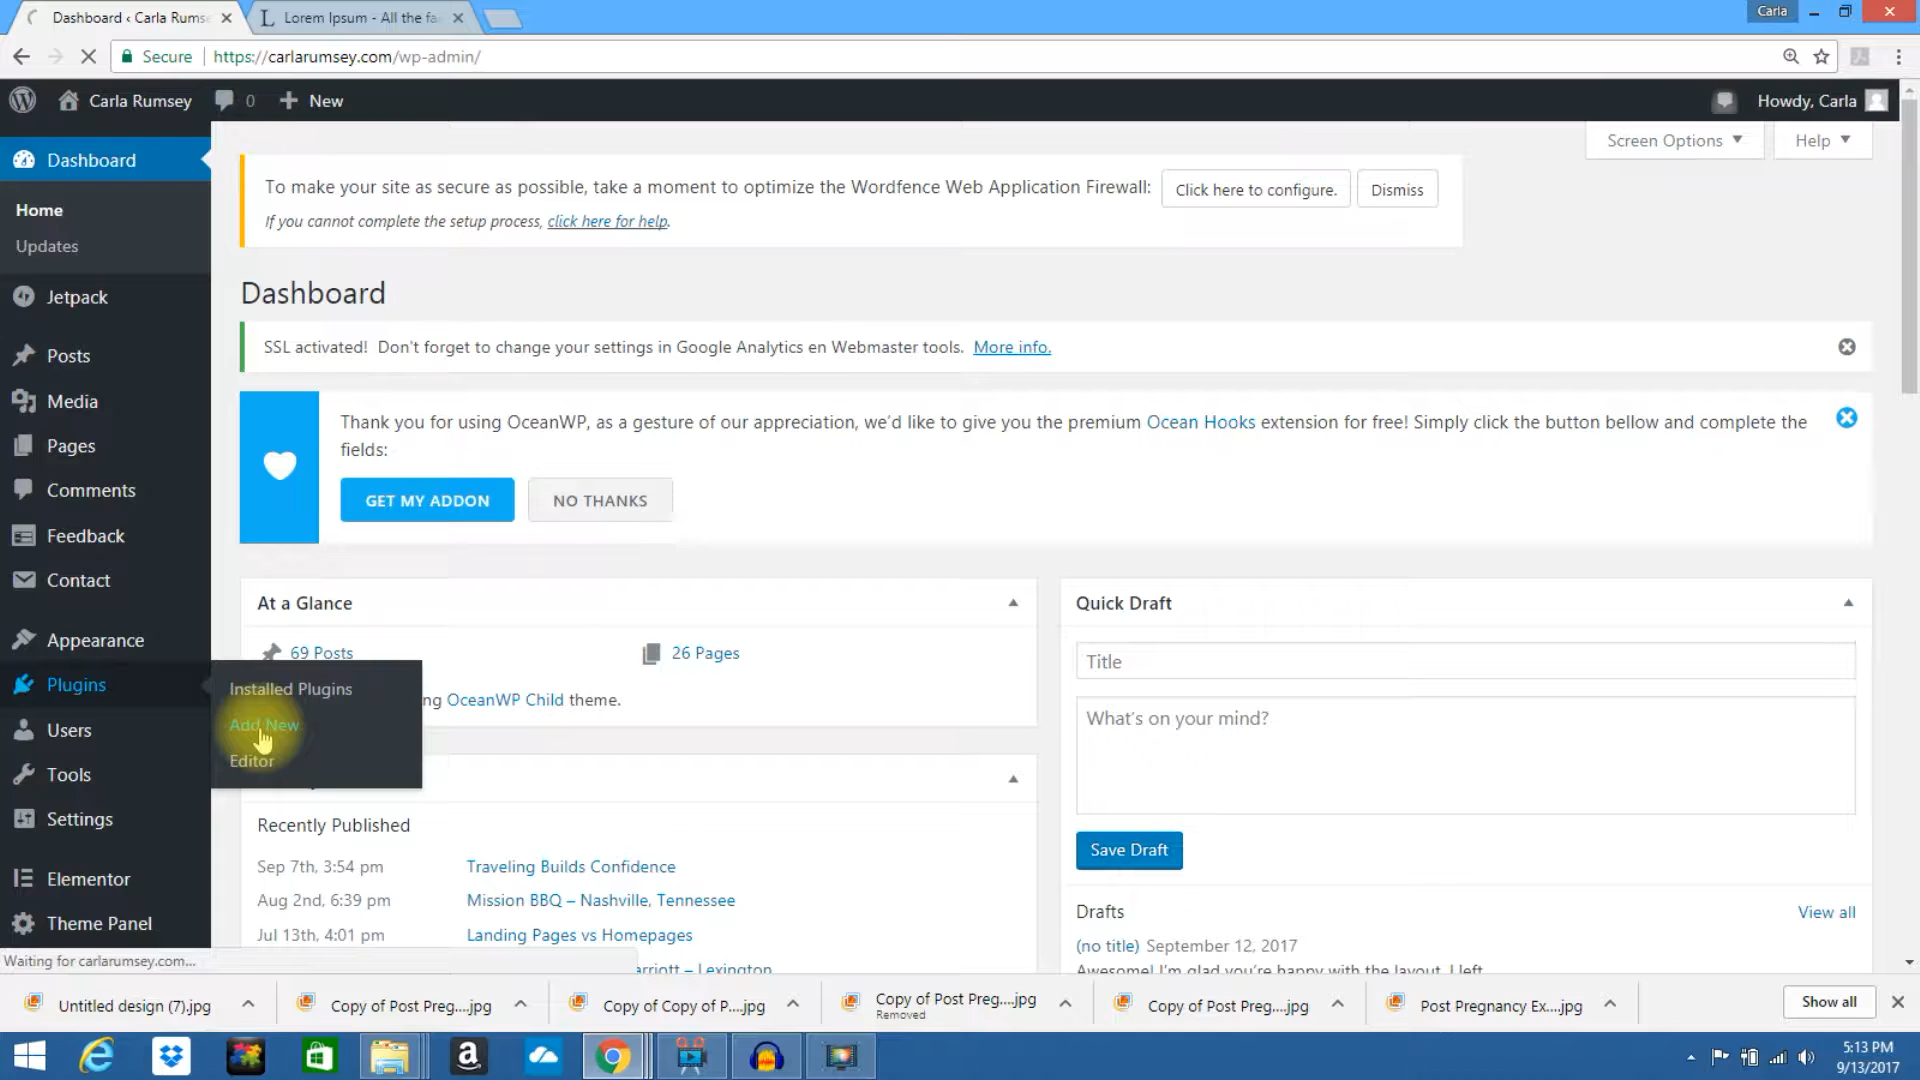 Dashboard ‹ Carla Rumse
Lorem Ipsum - All the fa
Carla
Secure
https://carlarumsey.com/wp-admin/
Carla Rumsey
0
New
Howdy, Carla
Dashboard
Home
Updates
Jetpack
Posts
Media
Pages
Comments
Feedback
Contact
Appearance
Plugins
Users
Tools
Settings
Elementor
Theme Panel
Installed Plugins
Add New
Editor
Screen Options
Help
To make your site as secure as possible, take a moment to optimize the Wordfence Web Application Firewall:
Click here to configure.
Dismiss
If you cannot complete the setup process, click here for help.
Dashboard
SSL activated! Don't forget to change your settings in Google Analytics en Webmaster tools. More info.
Thank you for using OceanWP, as a gesture of our appreciation, we'd like to give you the premium Ocean Hooks extension for free! Simply click the button bellow and complete the
fields:
GET MY ADDON
NO THANKS
At a Glance
69 Posts
26 Pages
ng OceanWP Child theme.
Recently Published
Sep 7th, 3:54 pm Traveling Builds Confidence
Aug 2nd, 6:39 pm Mission BBQ – Nashville, Tennessee
Jul 13th, 4:01 pm Landing Pages vs Homepages
arriott – Lexington
Quick Draft
Title
What's on your mind?
Save Draft
Drafts
View all
(no title) September 12, 2017
Awesome! I'm glad you're happy with the layout. I left
Waiting for carlarumsey.com...
Untitled design (7).jpg
Copy of Post Preg....jpg
Copy of Copy of P....jpg
Copy of Post Preg....jpg
Removed
Copy of Post Preg....jpg
Post Pregnancy Ex....jpg
Show all
5:13 PM
9/13/2017